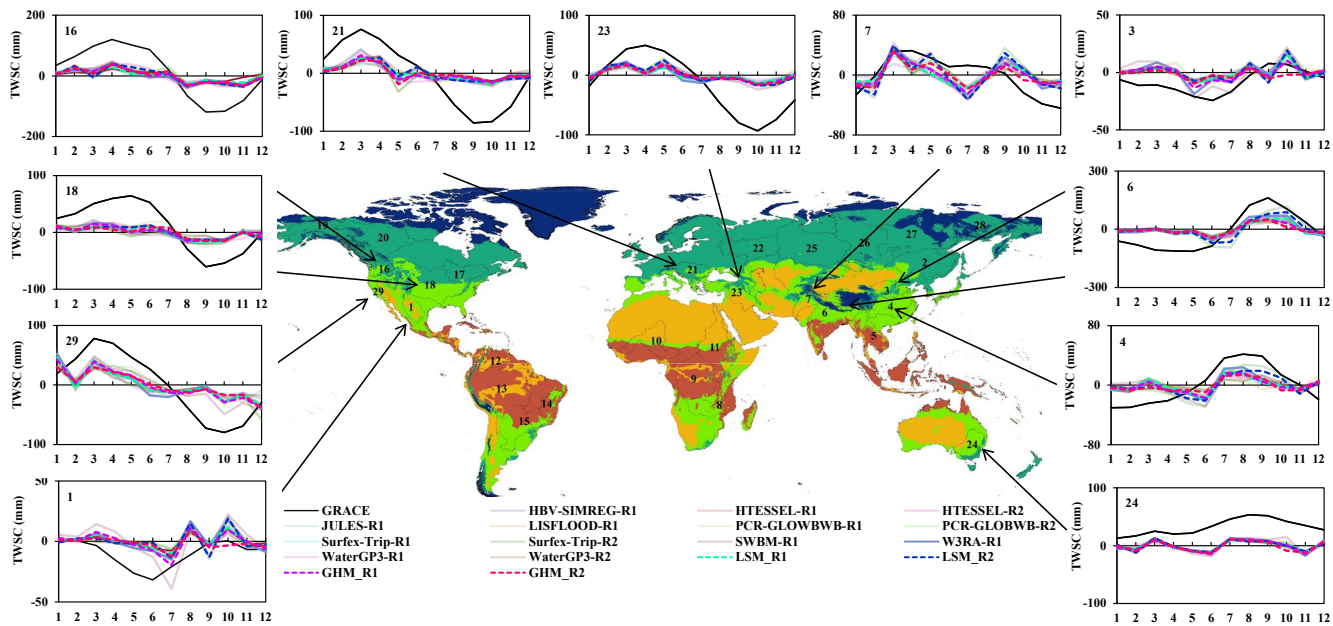 16
TWSC (mm)
200
0
-200
1 2 3 4 5 6 7 8 9 10 11 12
21
TWSC (mm)
100
0
-100
1 2 3 4 5 6 7 8 9 10 11 12
23
TWSC (mm)
100
0
-100
1 2 3 4 5 6 7 8 9 10 11 12
7
TWSC (mm)
80
0
-80
1 2 3 4 5 6 7 8 9 10 11 12
3
TWSC (mm)
50
0
-50
1 2 3 4 5 6 7 8 9 10 11 12
18
TWSC (mm)
100
0
-100
1 2 3 4 5 6 7 8 9 10 11 12
6
TWSC (mm)
300
0
-300
1 2 3 4 5 6 7 8 9 10 11 12
29
TWSC (mm)
100
0
-100
1 2 3 4 5 6 7 8 9 10 11 12
4
TWSC (mm)
80
0
-80
1 2 3 4 5 6 7 8 9 10 11 12
1
TWSC (mm)
50
0
-50
1 2 3 4 5 6 7 8 9 10 11 12
24
TWSC (mm)
100
0
-100
1 2 3 4 5 6 7 8 9 10 11 12
19
20
16
17
18
29
1
12
13
14
15
10
11
9
8
21
22
23
25
26
27
28
2
3
7
6
4
5
24
GRACE HBV-SIMREG-R1 HTESSEL-R1 HTESSEL-R2
JULES-R1 LISFLOOD-R1 PCR-GLOWBWB-R1 PCR-GLOBWB-R2
Surfex-Trip-R1 Surfex-Trip-R2 SWBM-R1 W3RA-R1
WaterGP3-R1 WaterGP3-R2 LSM_R1 LSM_R2
GHM_R1 GHM_R2